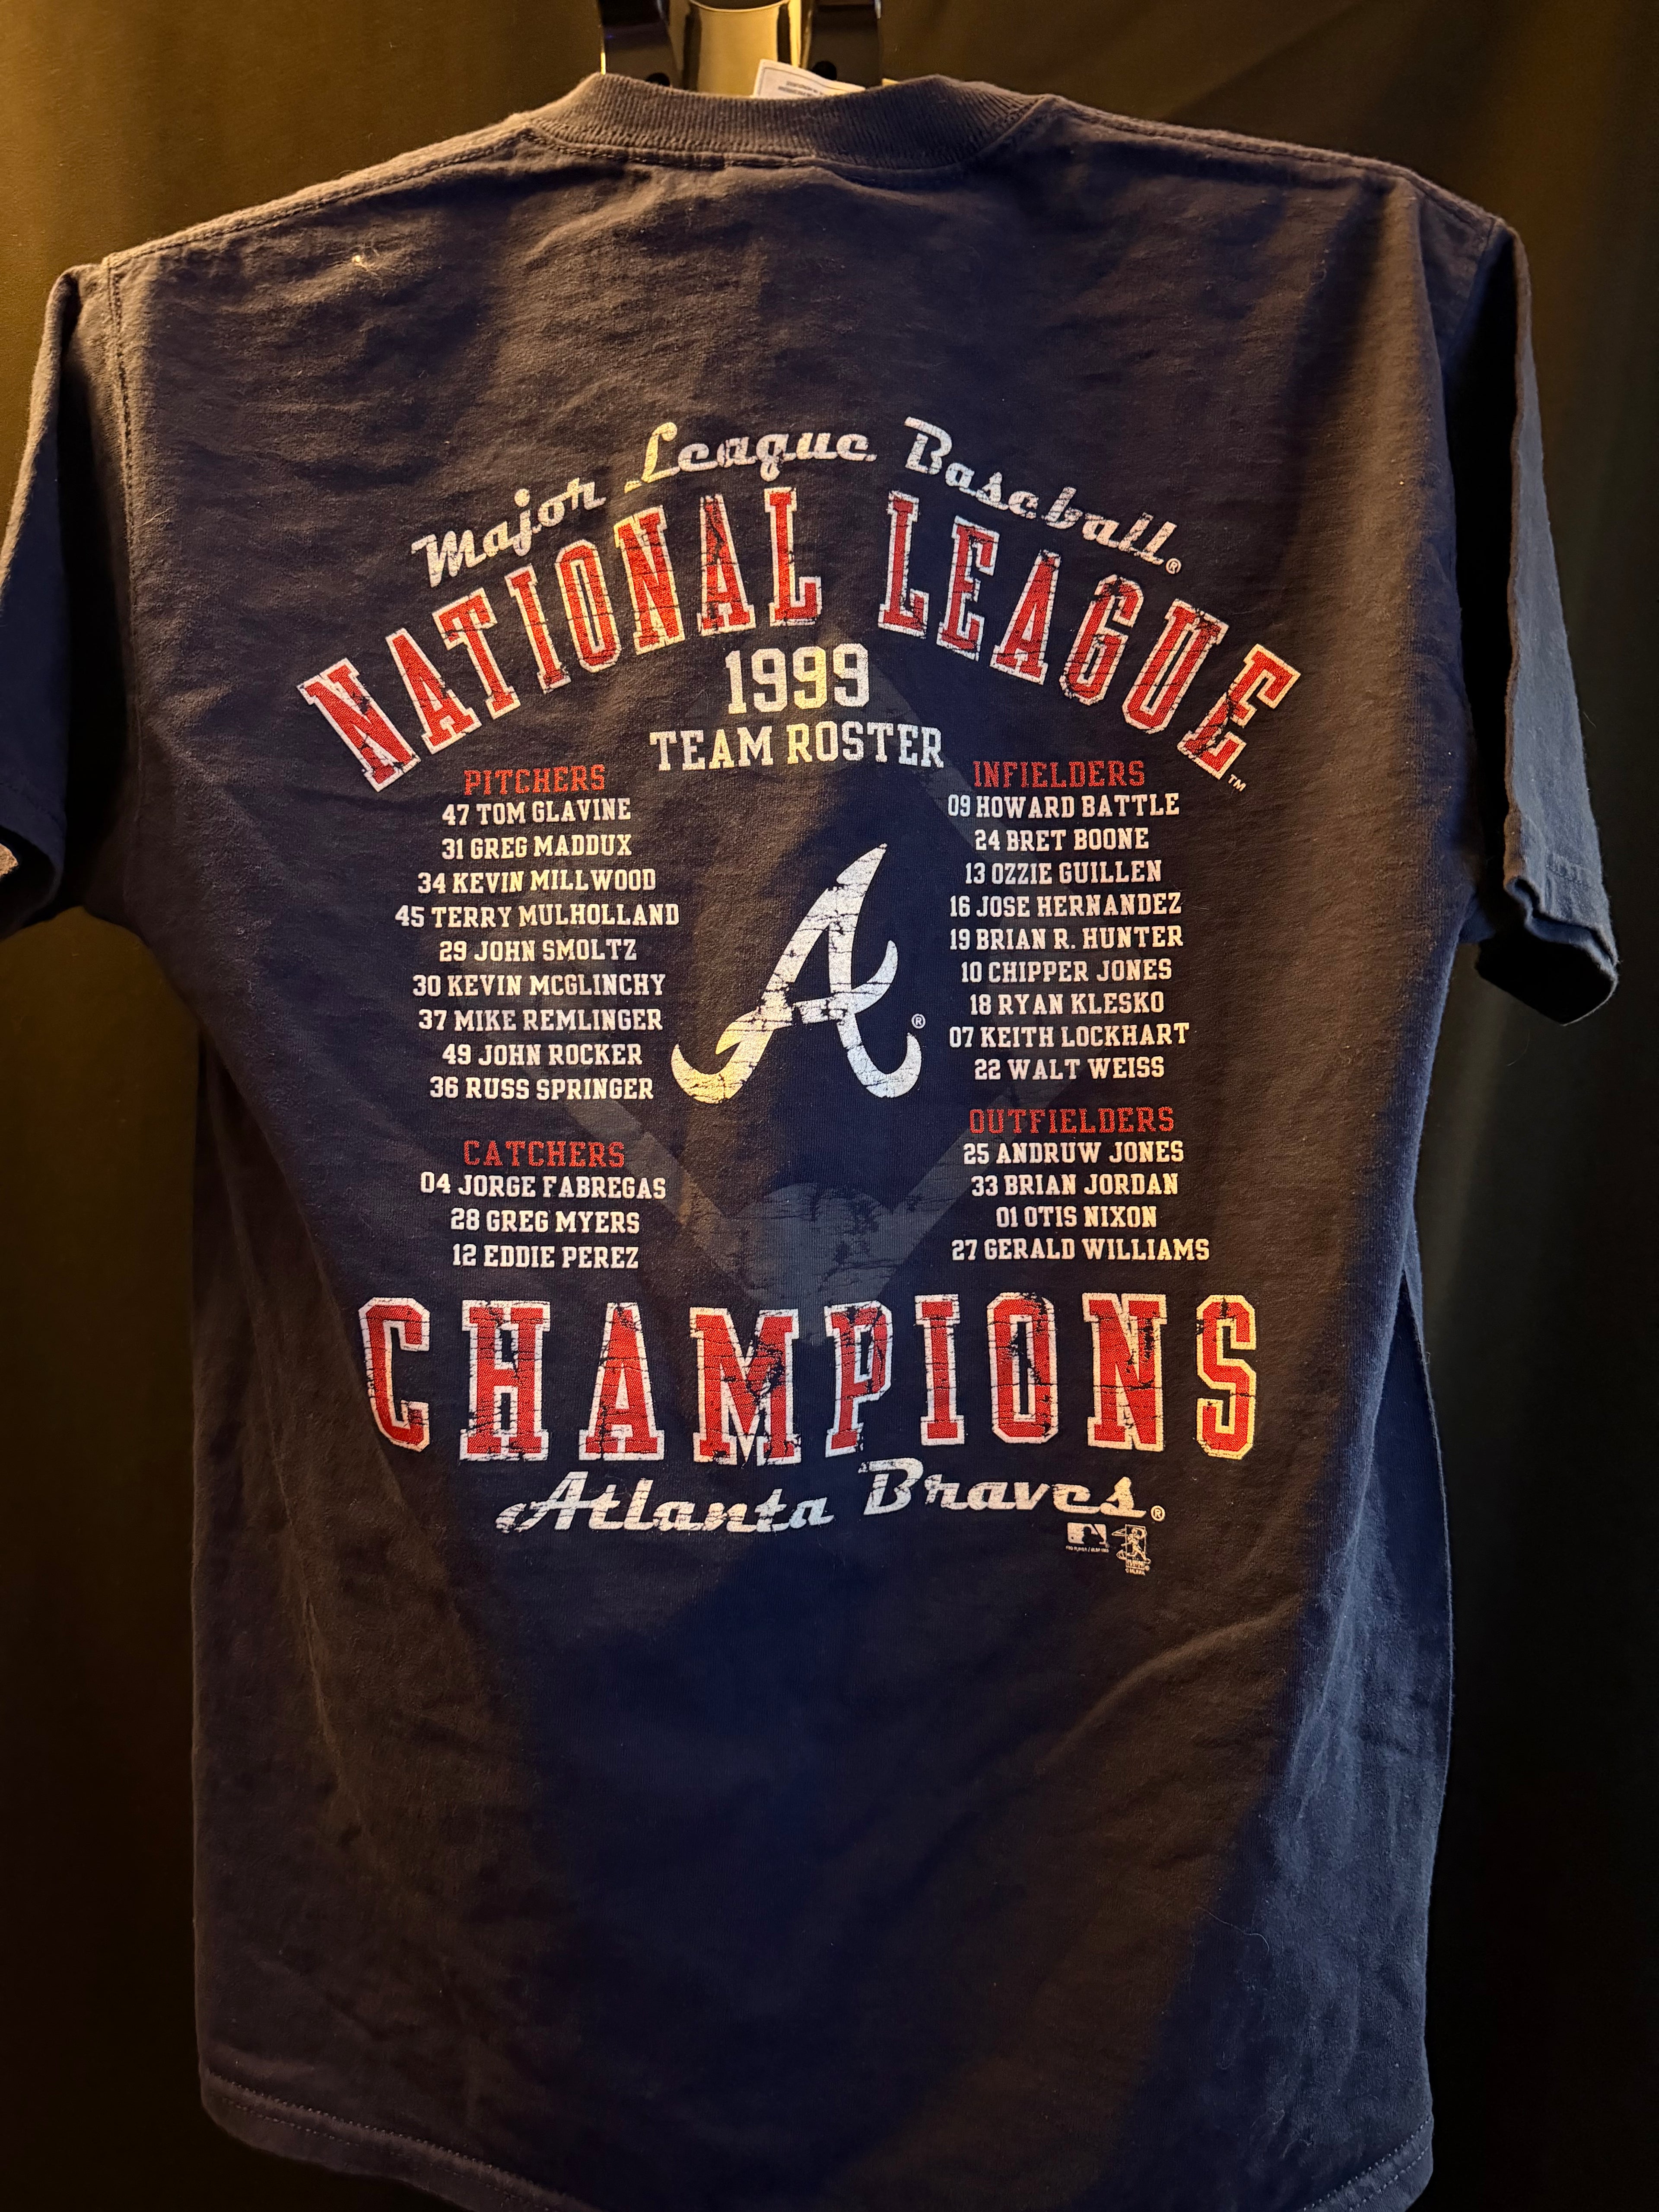 Major League Baseball®
NATIONAL LEAGUE™
1999
TEAM ROSTER
PITCHERS
47 TOM GLAVINE
31 GREG MADDUX
34 KEVIN MILLWOOD
45 TERRY MULHOLLAND
29 JOHN SMOLTZ
30 KEVIN MCGLINCHY
37 MIKE REMLINGER
49 JOHN ROCKER
36 RUSS SPRINGER
CATCHERS
04 JORGE FABREGAS
28 GREG MYERS
12 EDDIE PEREZ
A®
INFIELDERS
09 HOWARD BATTLE
24 BRET BOONE
13 OZZIE GUILLEN
16 JOSE HERNANDEZ
19 BRIAN R. HUNTER
10 CHIPPER JONES
18 RYAN KLESKO
07 KEITH LOCKHART
22 WALT WEISS
OUTFIELDERS
25 ANDRUW JONES
33 BRIAN JORDAN
01 OTIS NIXON
27 GERALD WILLIAMS
CHAMPIONS
Atlanta Braves®